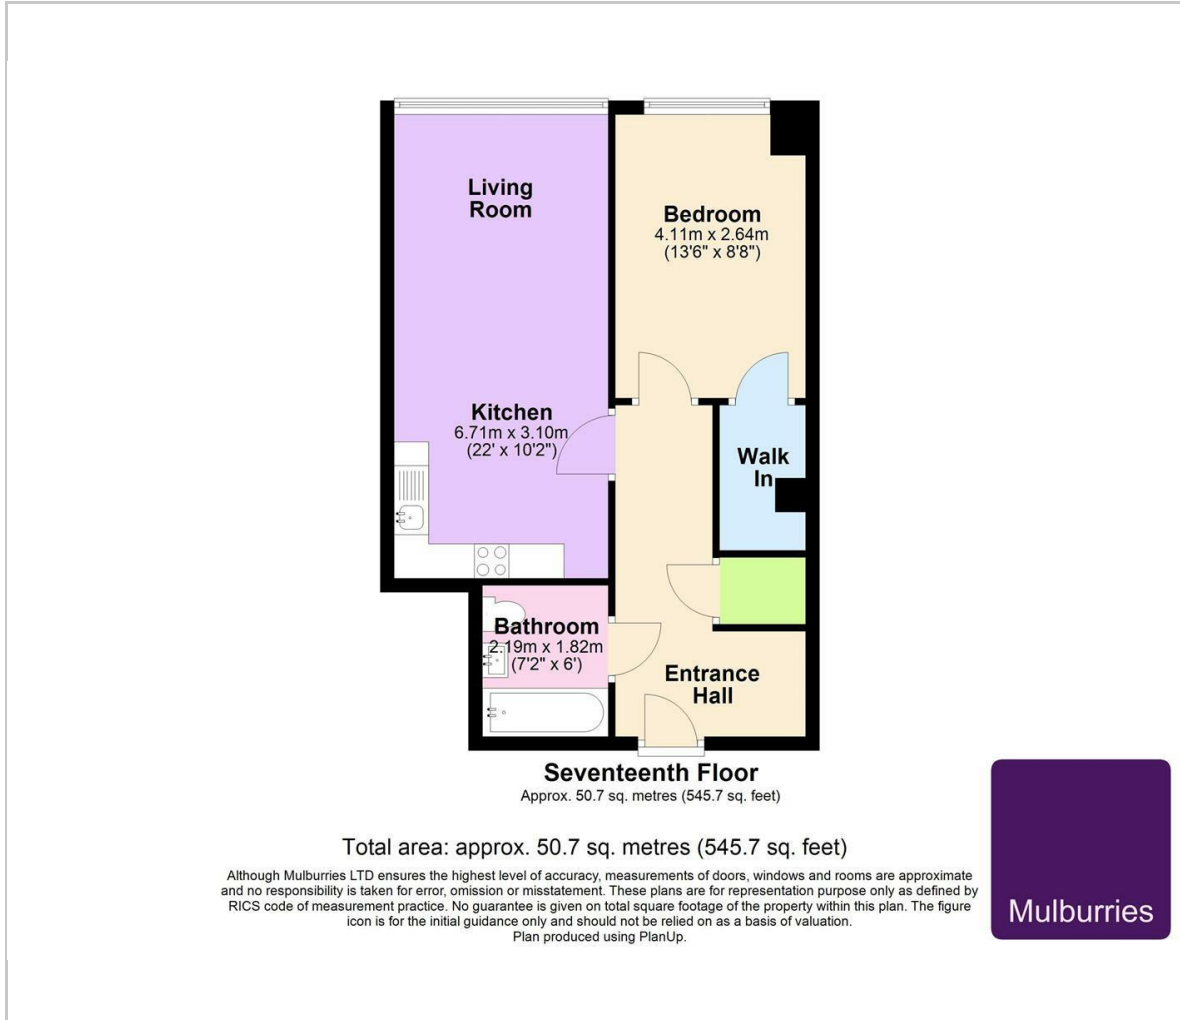 Living
Room
Bedroom
4.11m x 2.64m
(13'6" x 8'8")
Kitchen
6.71m x 3.10m
(22' x 10'2")
Walk
In
Bathroom
2.19m x 1.82m
(7'2" x 6')
Entrance
Hall
Seventeenth Floor
Approx. 50.7 sq. metres (545.7 sq. feet)
Total area: approx. 50.7 sq. metres (545.7 sq. feet)
Although Mulburries LTD ensures the highest level of accuracy, measurements of doors, windows and rooms are approximate
and no responsibility is taken for error, omission or misstatement. These plans are for representation purpose only as defined by
RICS code of measurement practice. No guarantee is given on total square footage of the property within this plan. The figure
icon is for the initial guidance only and should not be relied on as a basis of valuation.
Plan produced using PlanUp.
Mulburries